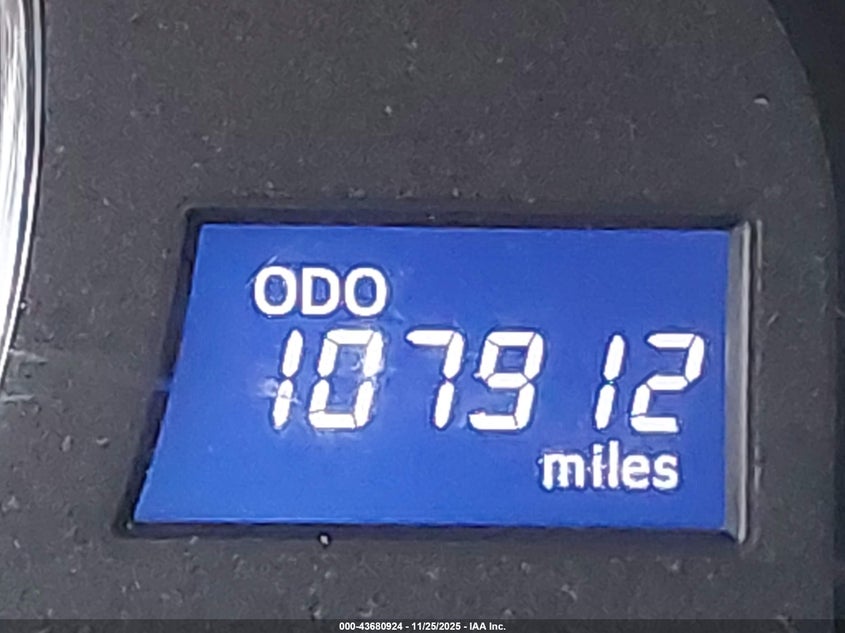 ODO
107912
miles
000-43680924 - 11/25/2025 - IAA Inc.